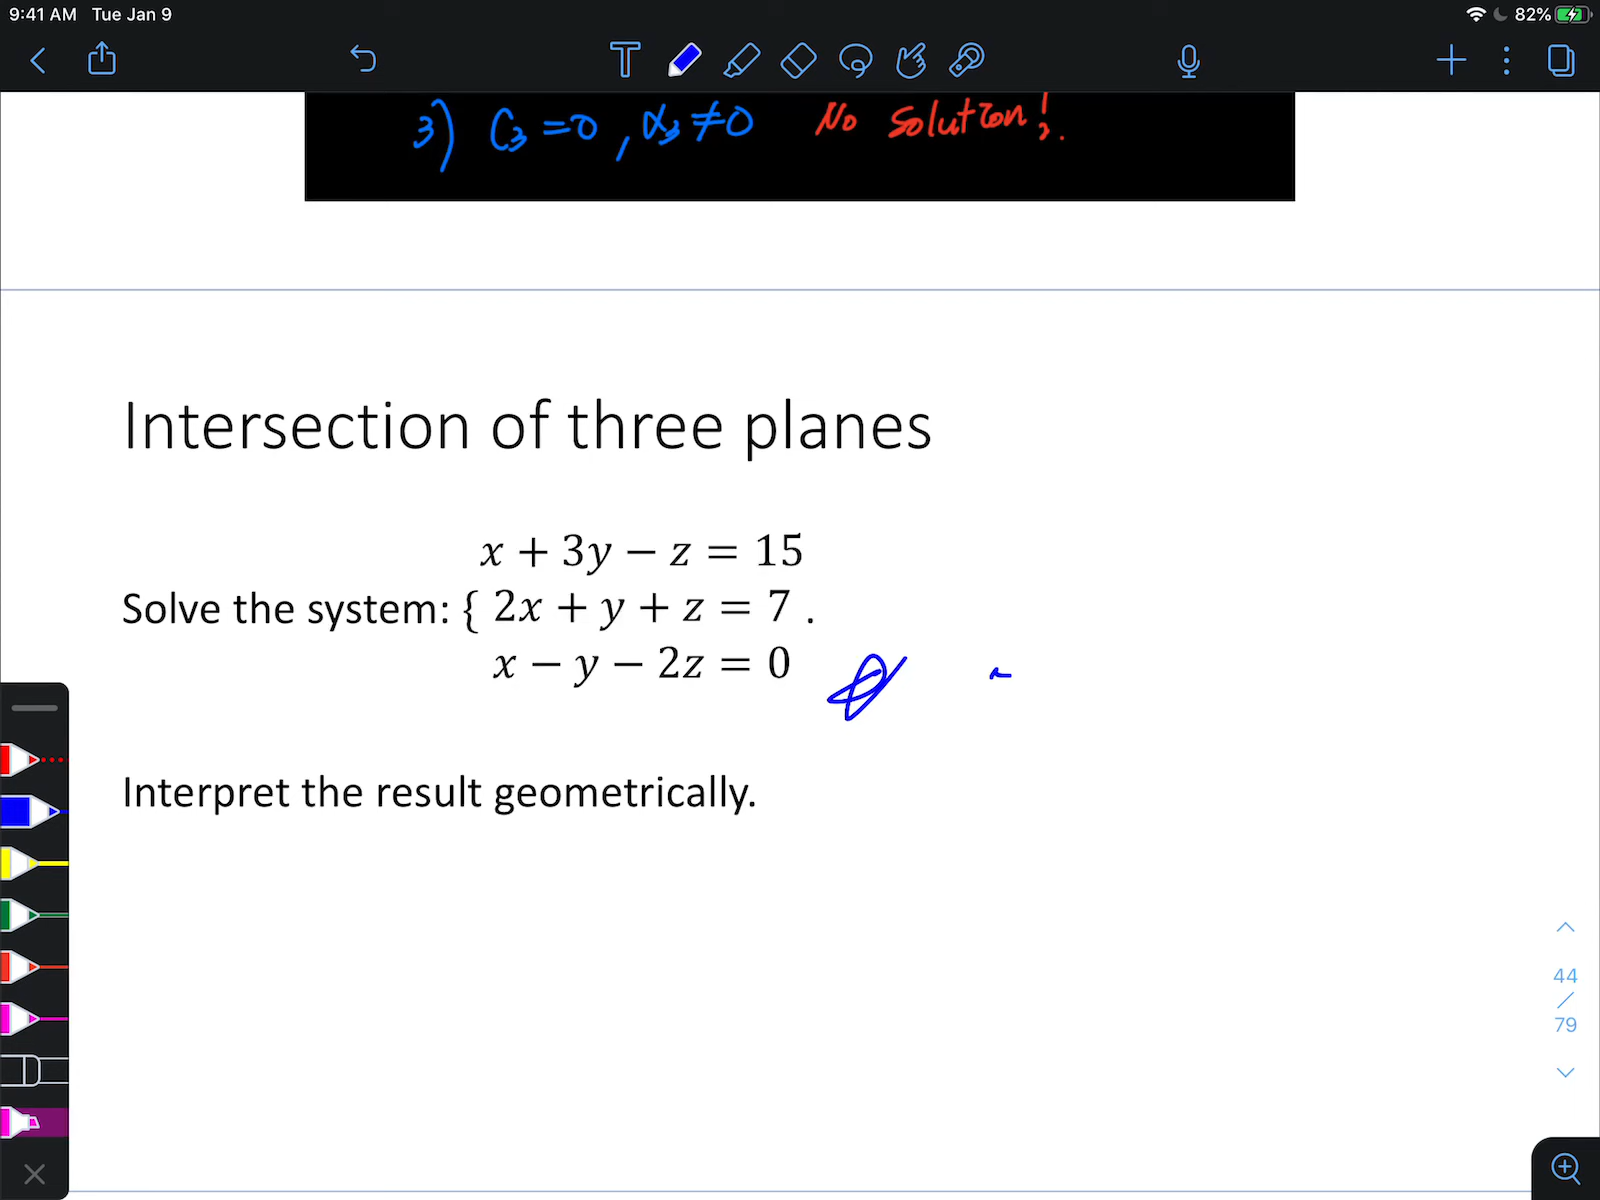 9:41 AM Tue Jan 9
82%
3) C₃ = 0 , α₃ ≠ 0 No Solution!
Intersection of three planes
x + 3y − z = 15
Solve the system: { 2x + y + z = 7 .
x − y − 2z = 0
Interpret the result geometrically.
44
/
79